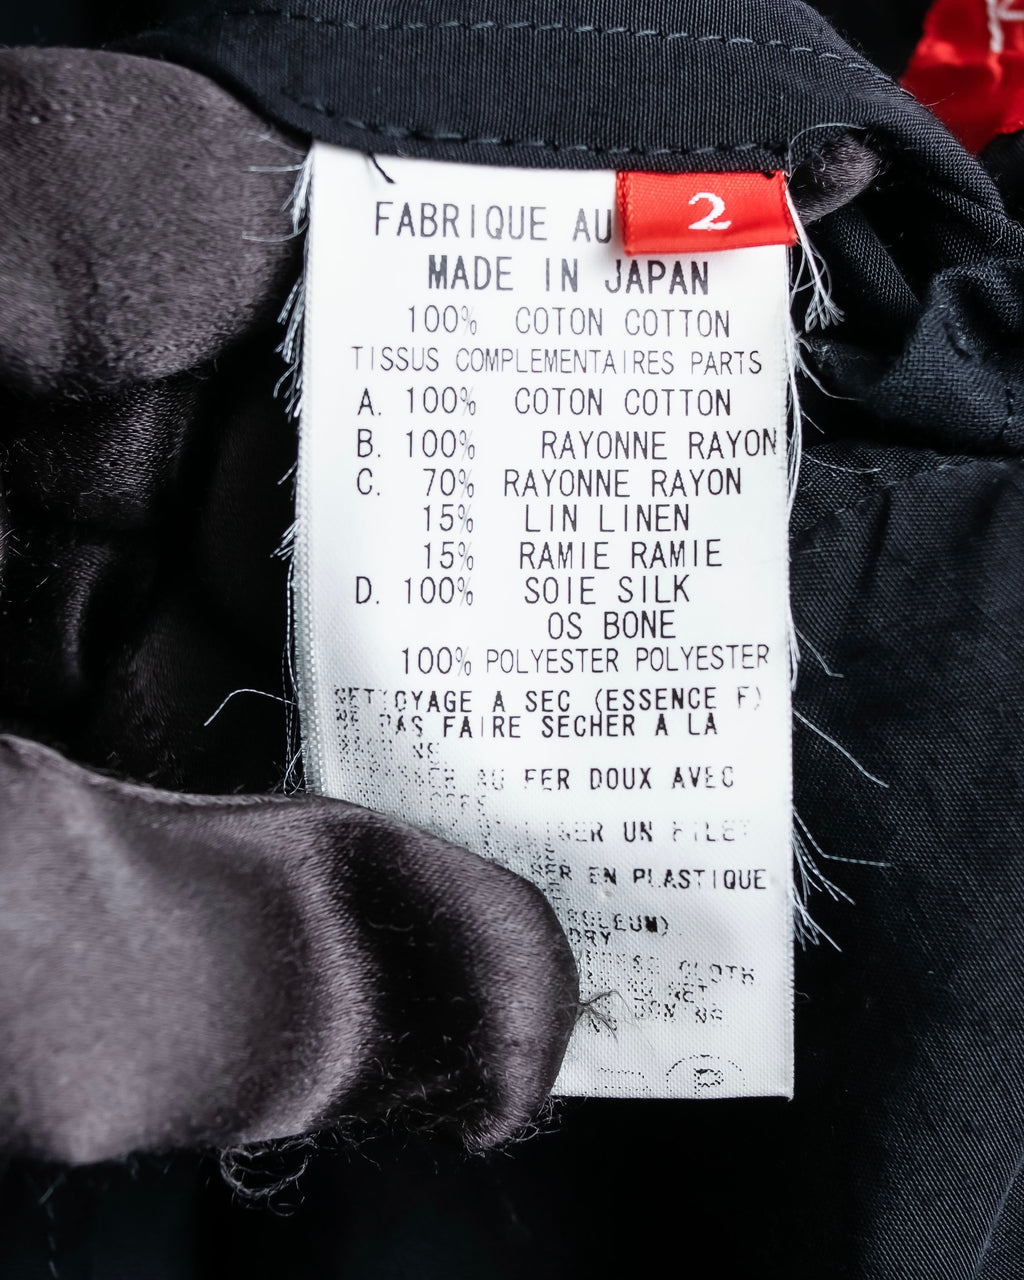 FABRIQUE AU
2
MADE IN JAPAN
100% COTON COTTON
TISSUS COMPLEMENTAIRES PARTS
A. 100% COTON COTTON
B. 100% RAYONNE RAYON
C. 70% RAYONNE RAYON
15% LIN LINEN
15% RAMIE RAMIE
D. 100% SOIE SILK
OS BONE
100% POLYESTER POLYESTER
NETTOYAGE A SEC (ESSENCE F)
NE PAS FAIRE SECHER A LA
AU FER DOUX AVEC
UN FILET
EN PLASTIQUE
DRY
CLOTH
P